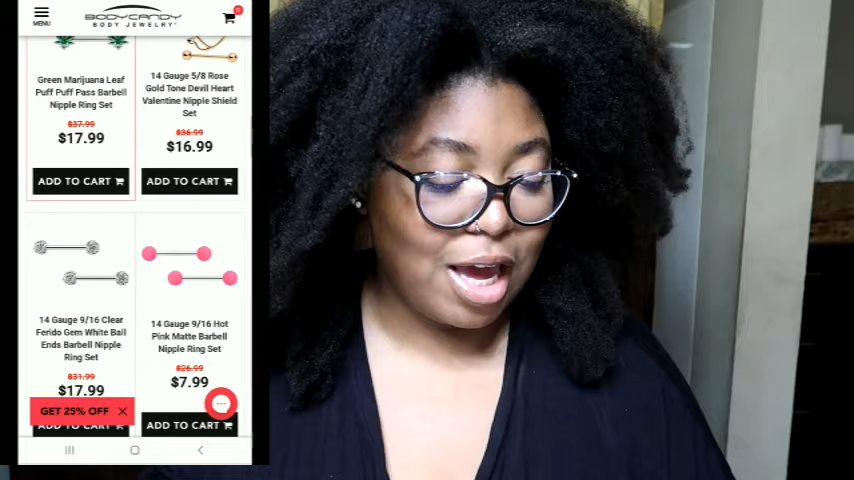 MENU
BODYCANDY
BODY JEWELRY
0
Green Marijuana Leaf
Puff Puff Pass Barbell
Nipple Ring Set
$37.99
$17.99
ADD TO CART
14 Gauge 5/8 Rose
Gold Tone Devil Heart
Valentine Nipple Shield
Set
$36.99
$16.99
ADD TO CART
14 Gauge 9/16 Clear
Ferido Gem White Ball
Ends Barbell Nipple
Ring Set
$31.99
$17.99
ADD TO CART
14 Gauge 9/16 Hot
Pink Matte Barbell
Nipple Ring Set
$26.99
$7.99
ADD TO CART
GET 25% OFF